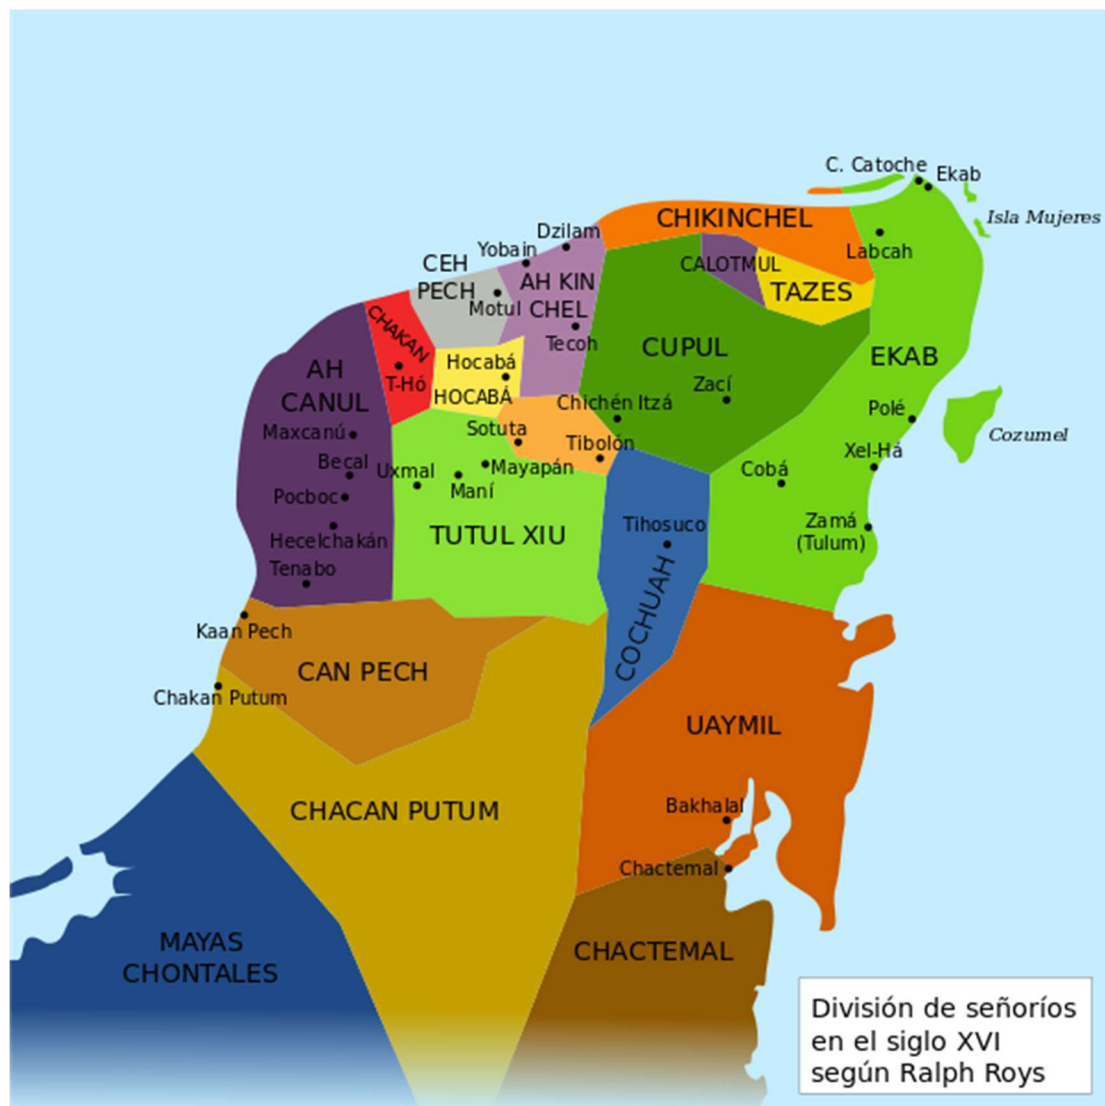 C. Catoche
Ekab
Isla Mujeres
CHIKINCHEL
Dzilam
Labcah
Yobain
CALOTMUL
CEH
PECH
AH KIN
CHEL
TAZES
Motul
CHAKAN
Tecoh
CUPUL
EKAB
Hocabá
AH
CANUL
T-Hó
HOCABÁ
Zací
Chichén Itzá
Polé
Cozumel
Maxcanú
Sotuta
Tibolón
Xel-Há
Becal
Uxmal
Mayapán
Cobá
Maní
Pocboc
Zamá
(Tulum)
Tihosuco
TUTUL XIU
Hecelchakán
Tenabo
COCHUAH
Kaan Pech
CAN PECH
Chakan Putum
UAYMIL
Bakhalal
CHACAN PUTUM
Chactemal
MAYAS
CHONTALES
CHACTEMAL
División de señoríos
en el siglo XVI
según Ralph Roys